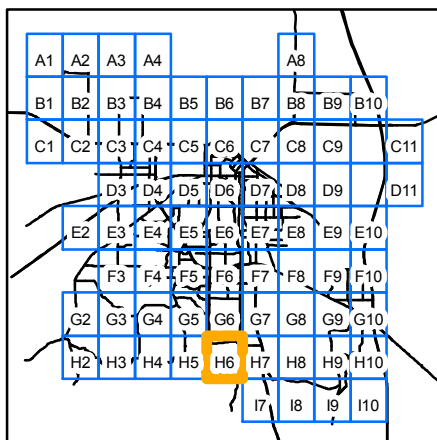 A1 A2 A3 A4 A8
B1 B2 B3 B4 B5 B6 B7 B8 B9 B10
C1 C2 C3 C4 C5 C6 C7 C8 C9 C11
D3 D4 D5 D6 D7 D8 D9 D11
E2 E3 E4 E5 E6 E7 E8 E9 E10
F3 F4 F5 F6 F7 F8 F9 F10
G2 G3 G4 G5 G6 G7 G8 G9 G10
H2 H3 H4 H5 H6 H7 H8 H9 H10
I7 I8 I9 I10